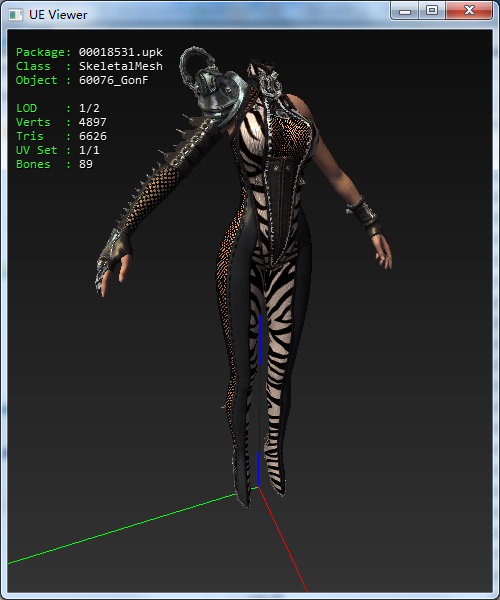 UE Viewer
Package: 00018531.upk
Class : SkeletalMesh
Object : 60076_GonF
LOD : 1/2
Verts : 4897
Tris : 6626
UV Set : 1/1
Bones : 89